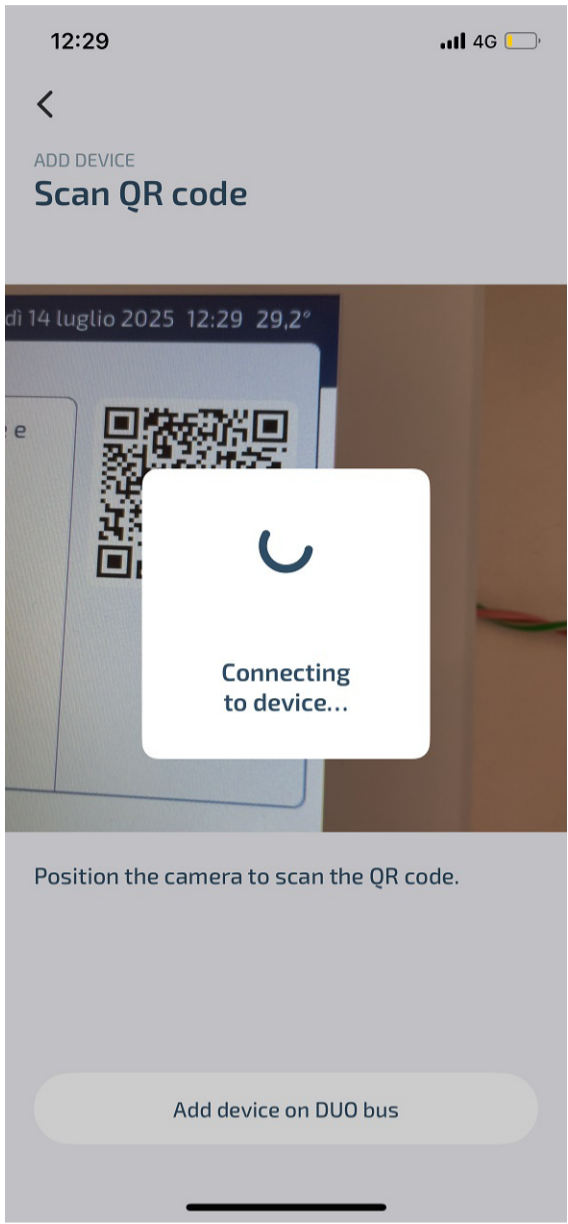 12:29
4G
ADD DEVICE
Scan QR code
dì 14 luglio 2025 12:29 29,2°
e
Connecting
to device...
Position the camera to scan the QR code.
Add device on DUO bus